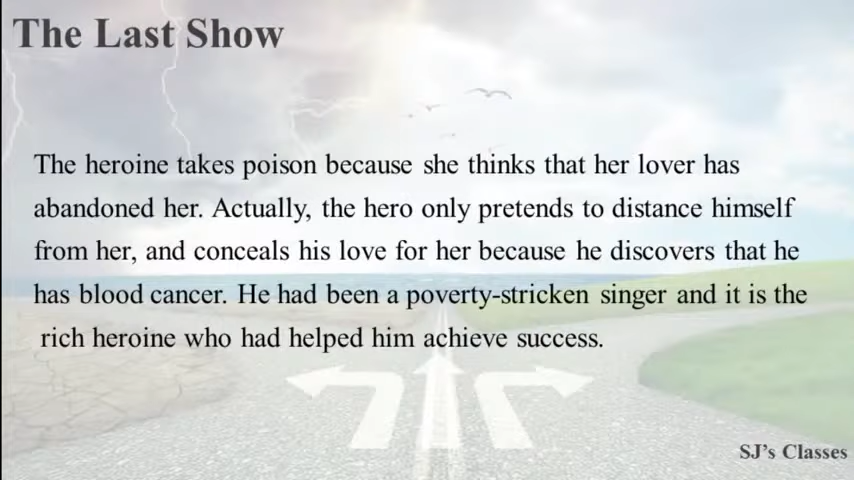 The Last Show
The heroine takes poison because she thinks that her lover has
abandoned her. Actually, the hero only pretends to distance himself
from her, and conceals his love for her because he discovers that he
has blood cancer. He had been a poverty-stricken singer and it is the
rich heroine who had helped him achieve success.
SJ's Classes